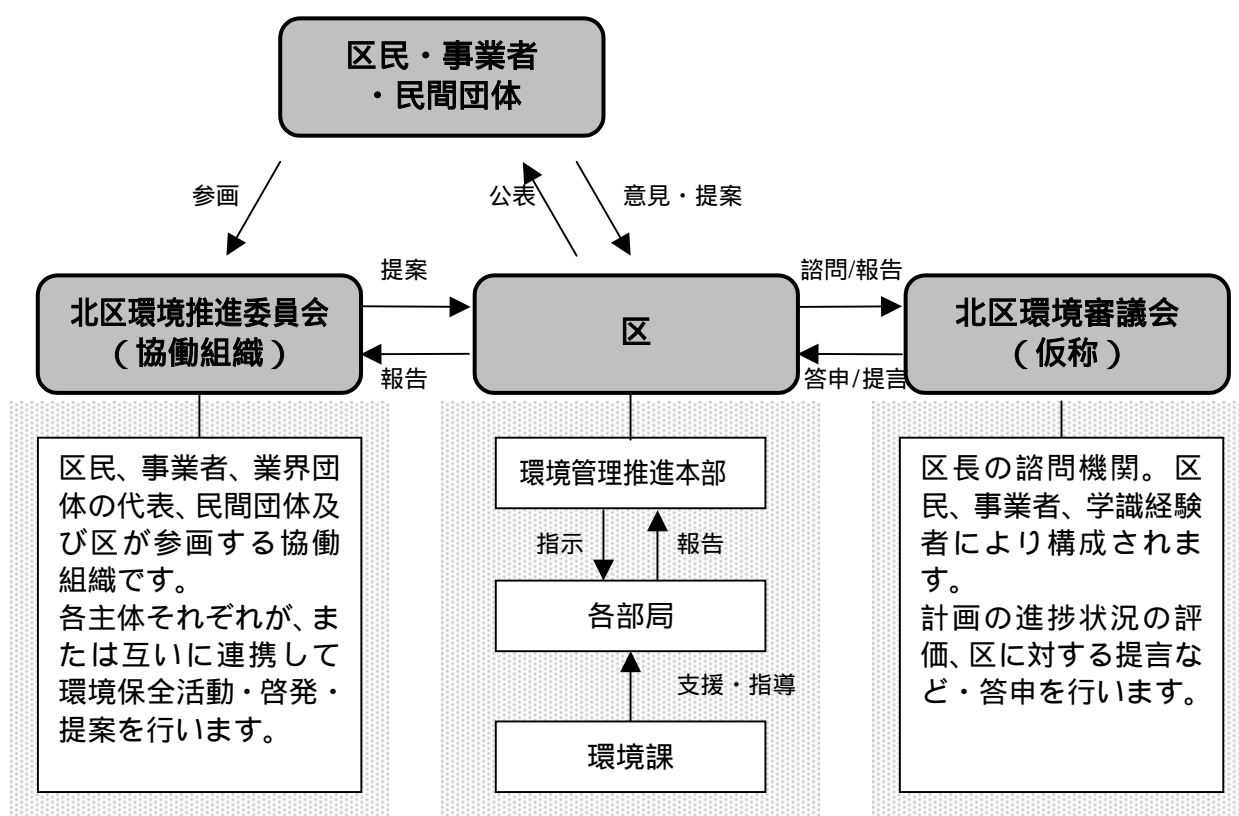 区民・事業者
・民間団体
参画
公表
意見・提案
北区環境推進委員会
（協働組織）
提案
報告
区
諮問/報告
答申/提言
北区環境審議会
（仮称）
区民、事業者、業界団
体の代表、民間団体及
び区が参画する協働
組織です。
各主体それぞれが、ま
たは互いに連携して
環境保全活動・啓発・
提案を行います。
環境管理推進本部
指示
報告
各部局
支援・指導
環境課
区長の諮問機関。区
民、事業者、学識経験
者により構成されま
す。
計画の進捗状況の評
価、区に対する提言な
ど・答申を行います。